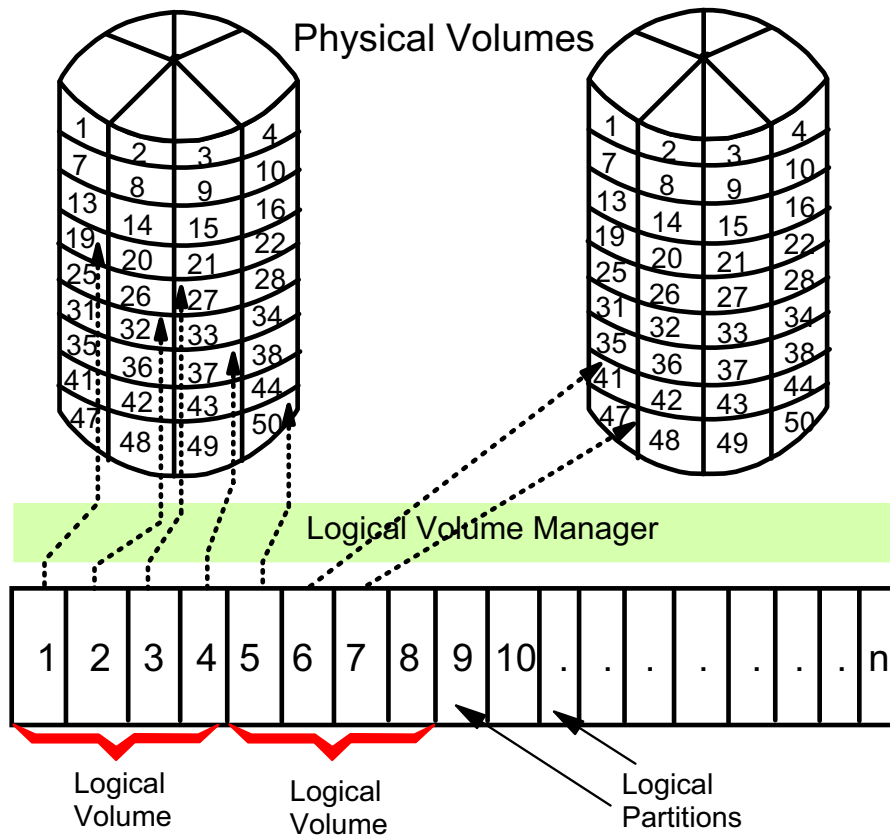 Physical Volumes
1 2 3 4
7 8 9 10
13 14 15 16
19 20 21 22
25 26 27 28
31 32 33 34
35 36 37 38
41 42 43 44
47 48 49 50
1 2 3 4
7 8 9 10
13 14 15 16
19 20 21 22
25 26 27 28
31 32 33 34
35 36 37 38
41 42 43 44
47 48 49 50
Logical Volume Manager
1 2 3 4 5 6 7 8 9 10 . . . . . . . n
Logical
Volume
Logical
Volume
Logical
Partitions